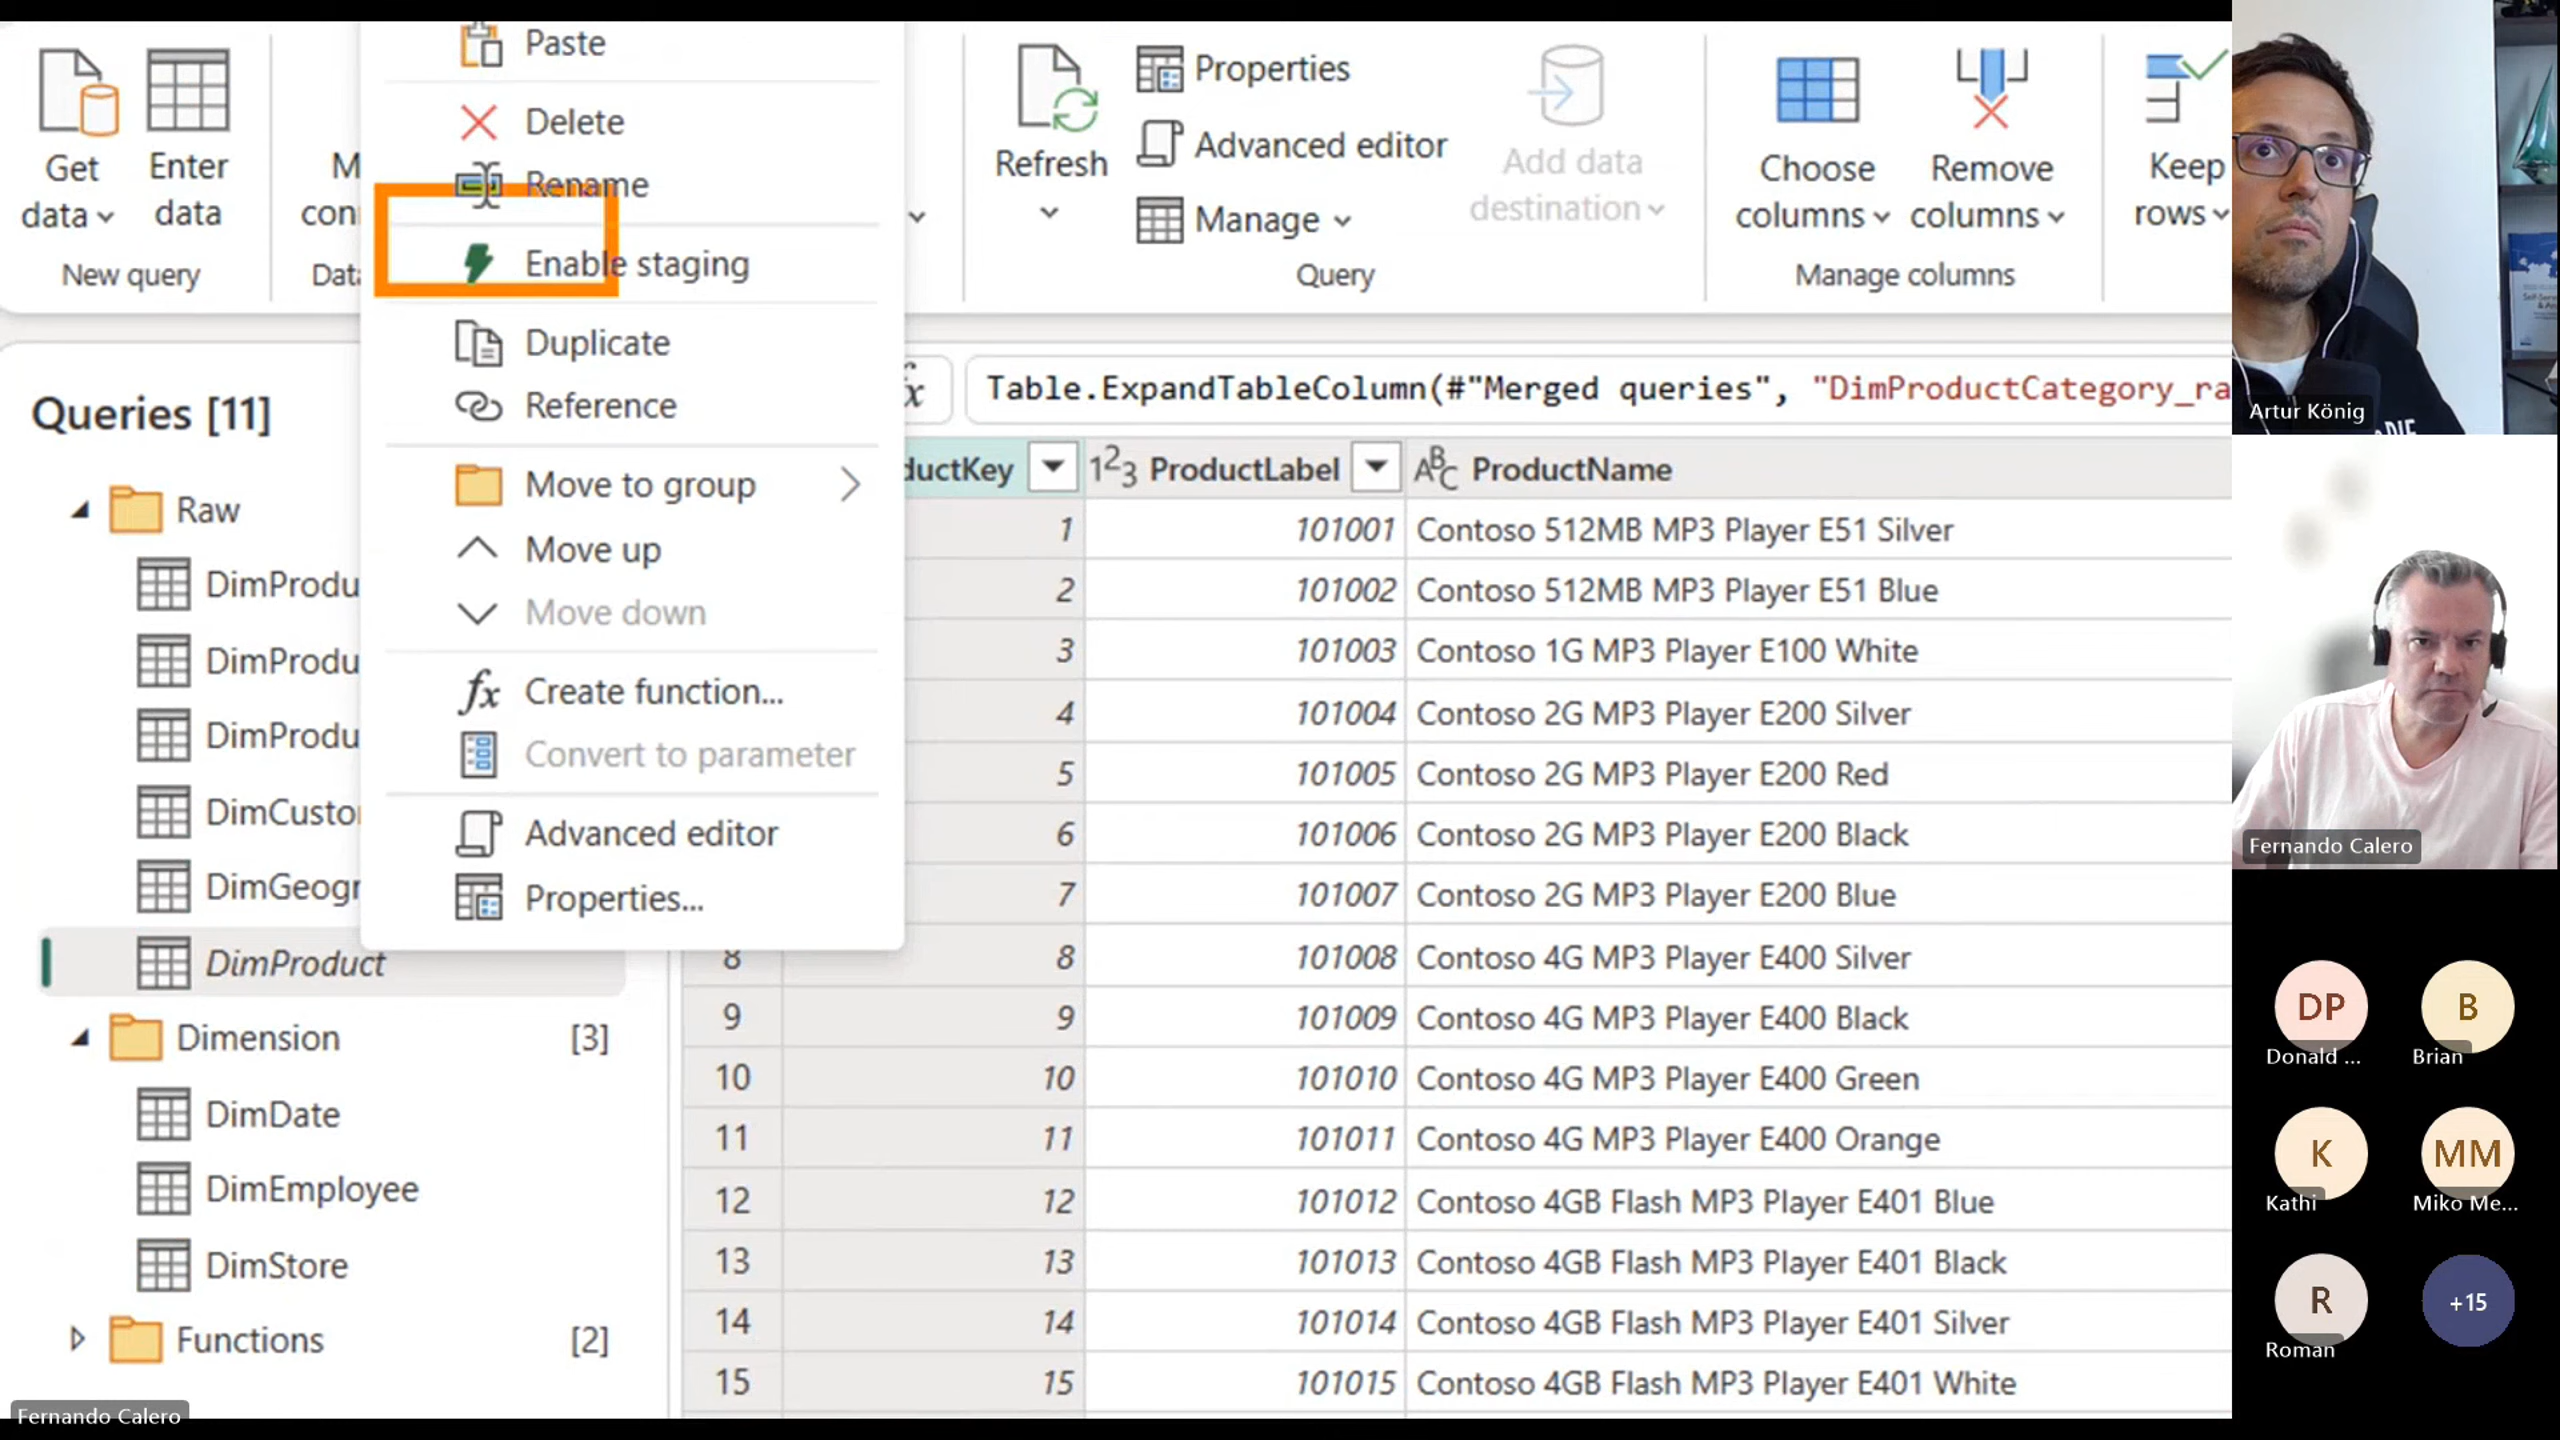 Get
data
Enter
data
New query
Paste
Delete
Rename
Enable staging
Duplicate
Reference
Move to group
Move up
Move down
Create function...
Convert to parameter
Advanced editor
Properties...
Refresh
Properties
Advanced editor
Manage
Query
Add data
destination
Choose
columns
Remove
columns
Manage columns
Keep
rows
Queries [11]
Raw
DimProdu
DimProdu
DimProdu
DimCusto
DimGeogr
DimProduct
Dimension [3]
DimDate
DimEmployee
DimStore
Functions [2]
Table.ExpandTableColumn(#"Merged queries", "DimProductCategory_ra
ductKey 123 ProductLabel ABC ProductName
1 101001 Contoso 512MB MP3 Player E51 Silver
2 101002 Contoso 512MB MP3 Player E51 Blue
3 101003 Contoso 1G MP3 Player E100 White
4 101004 Contoso 2G MP3 Player E200 Silver
5 101005 Contoso 2G MP3 Player E200 Red
6 101006 Contoso 2G MP3 Player E200 Black
7 101007 Contoso 2G MP3 Player E200 Blue
8 8 101008 Contoso 4G MP3 Player E400 Silver
9 9 101009 Contoso 4G MP3 Player E400 Black
10 10 101010 Contoso 4G MP3 Player E400 Green
11 11 101011 Contoso 4G MP3 Player E400 Orange
12 12 101012 Contoso 4GB Flash MP3 Player E401 Blue
13 13 101013 Contoso 4GB Flash MP3 Player E401 Black
14 14 101014 Contoso 4GB Flash MP3 Player E401 Silver
15 15 101015 Contoso 4GB Flash MP3 Player E401 White
Fernando Calero
Artur König
Fernando Calero
DP
Donald ...
B
Brian
K
Kathi
MM
Miko Me...
R
Roman
+15